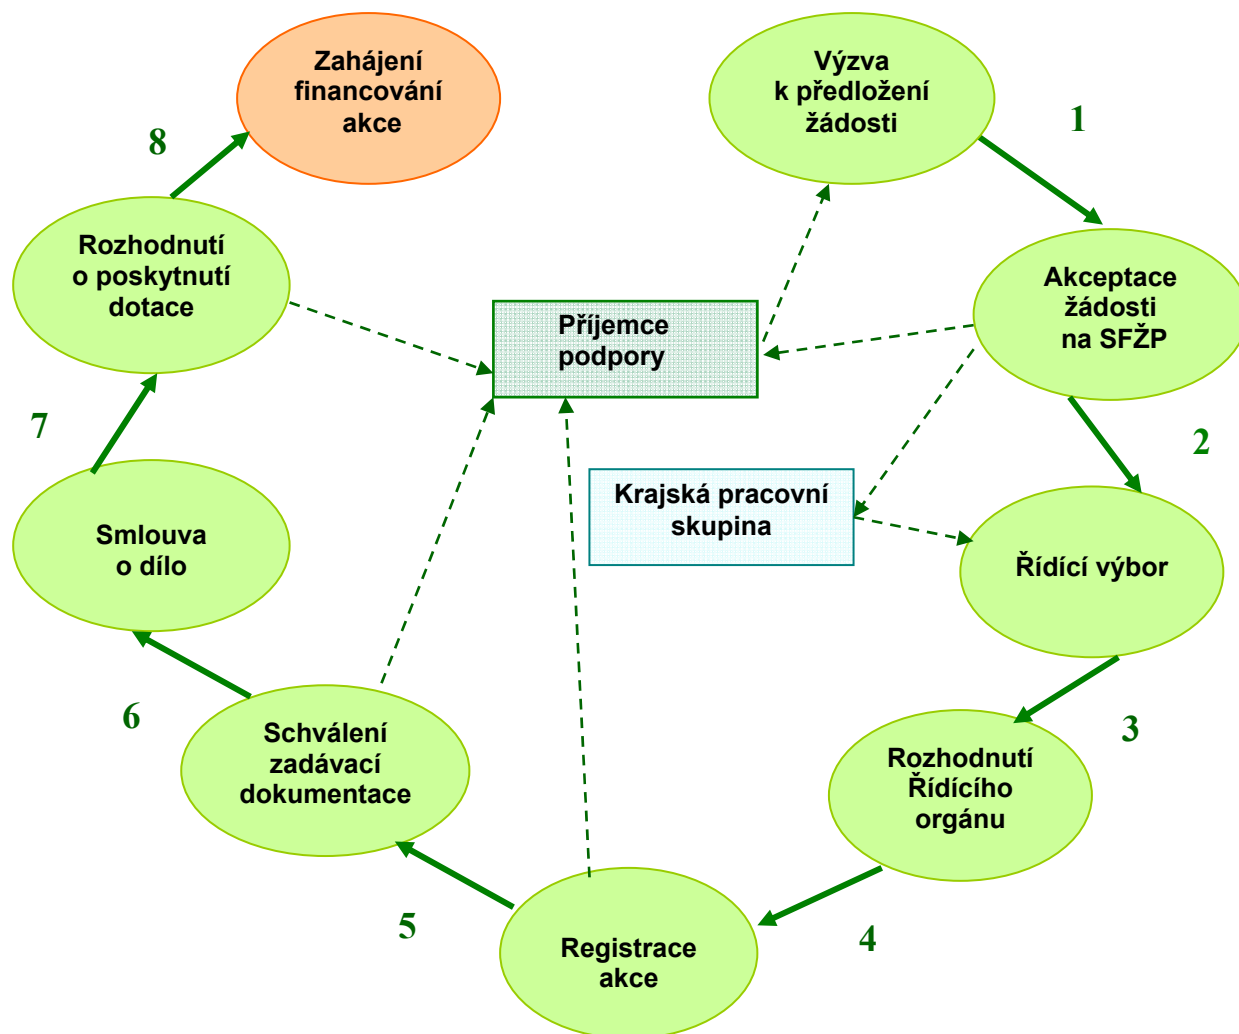 Zahájení
financování
akce
Výzva
k předložení
žádosti
1
8
Rozhodnutí
o poskytnutí
dotace
Akceptace
žádosti
na SFŽP
Příjemce
podpory
7
2
Krajská pracovní
skupina
Smlouva
o dílo
Řídící výbor
6
3
Schválení
zadávací
dokumentace
Rozhodnutí
Řídícího
orgánu
5
4
Registrace
akce